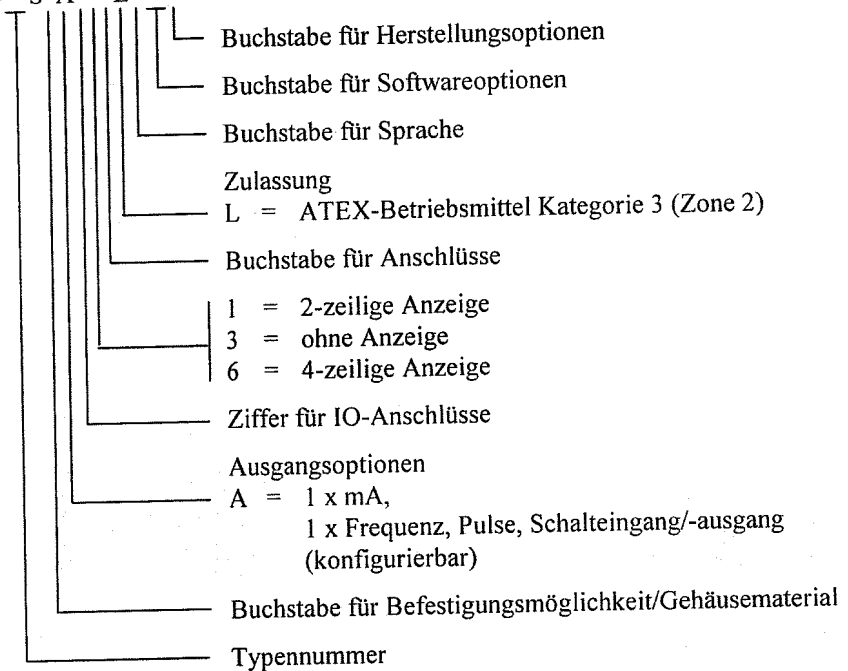 Buchstabe für Herstellungsoptionen
Buchstabe für Softwareoptionen
Buchstabe für Sprache
Zulassung
L = ATEX-Betriebsmittel Kategorie 3 (Zone 2)
Buchstabe für Anschlüsse
1 = 2-zeilige Anzeige
3 = ohne Anzeige
6 = 4-zeilige Anzeige
Ziffer für IO-Anschlüsse
Ausgangsoptionen
A = 1 x mA,
1 x Frequenz, Pulse, Schalteingang/-ausgang
(konfigurierbar)
Buchstabe für Befestigungsmöglichkeit/Gehäusematerial
Typennummer